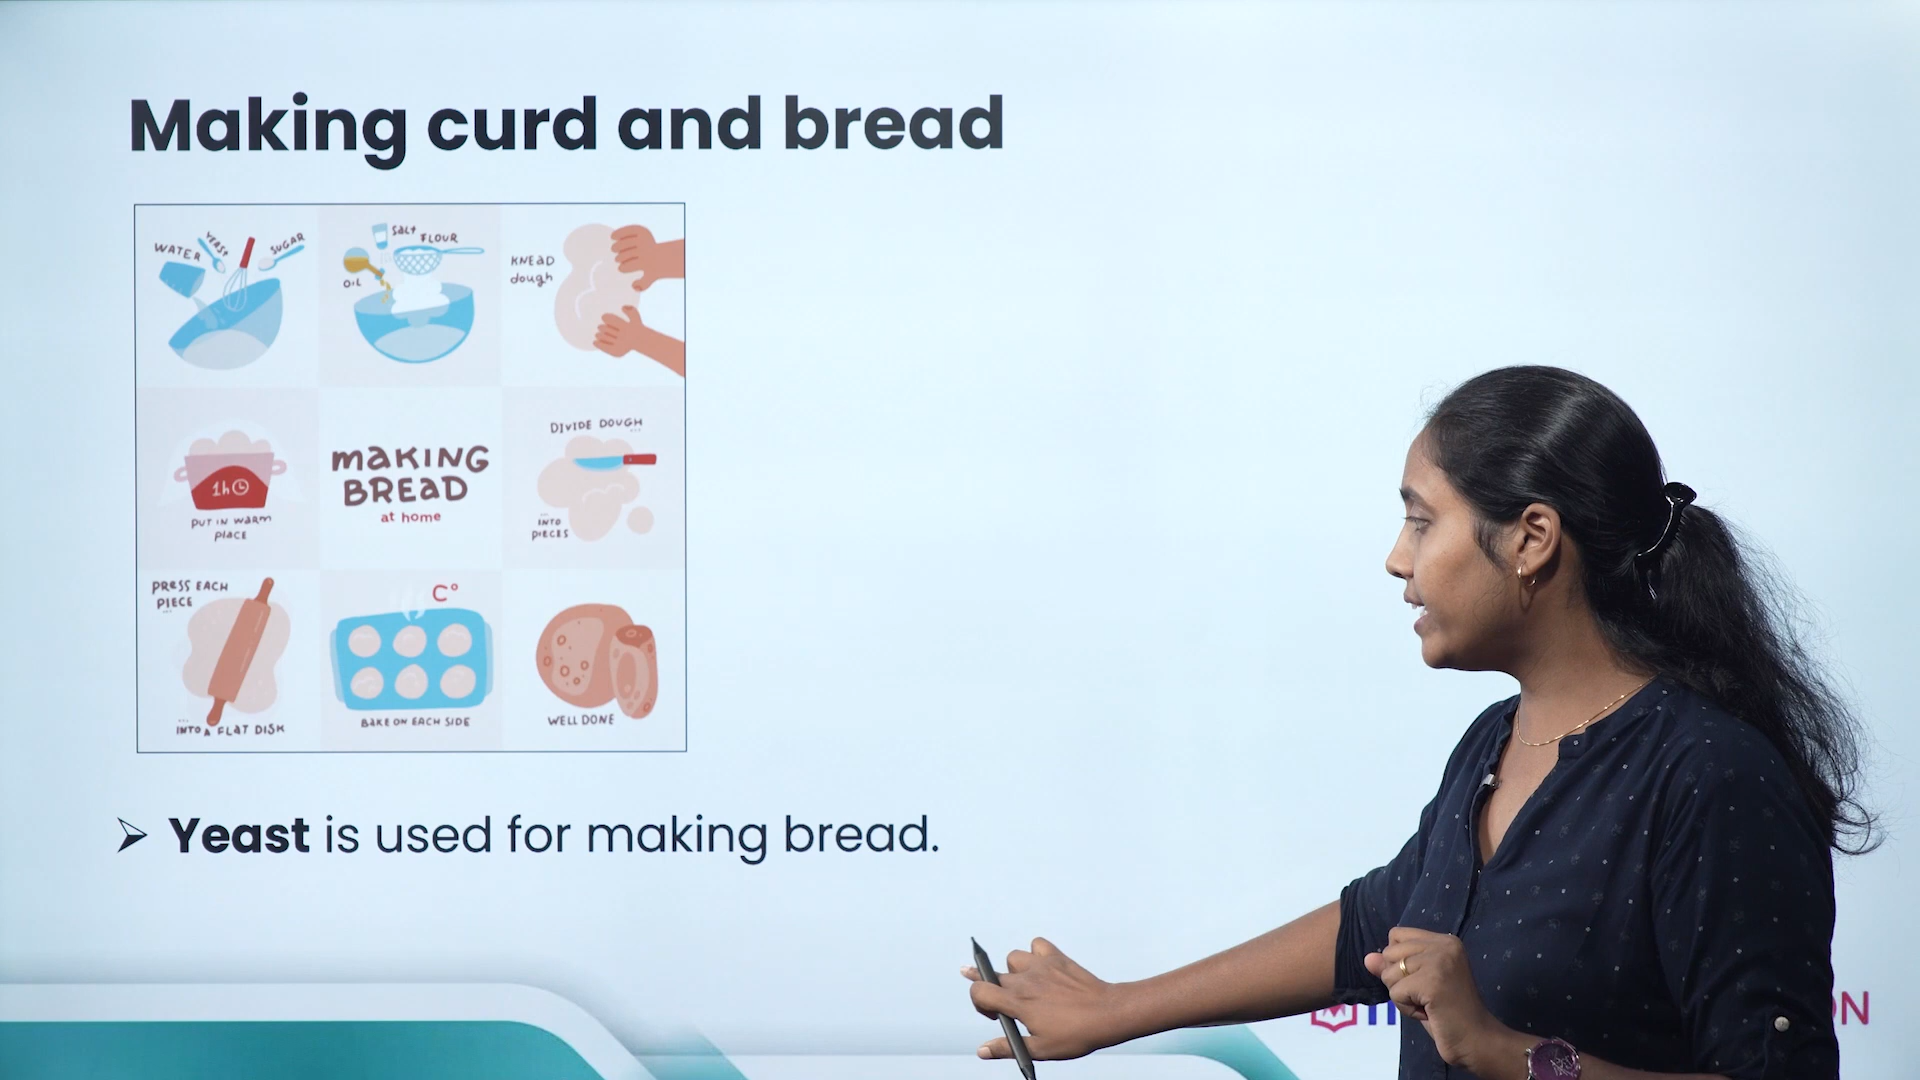 Making curd and bread
WATER YEAST SUGAR
SALT
FLOUR
OIL
KNEAD
dough
1h
PUT IN WARM
PLACE
MAKING
BREAD
at home
DIVIDE DOUGH
...
...
INTO
PIECES
PRESS EACH
PIECE
...
...
INTO A FLAT DISK
C°
BAKE ON EACH SIDE
WELL DONE
➢ Yeast is used for making bread.